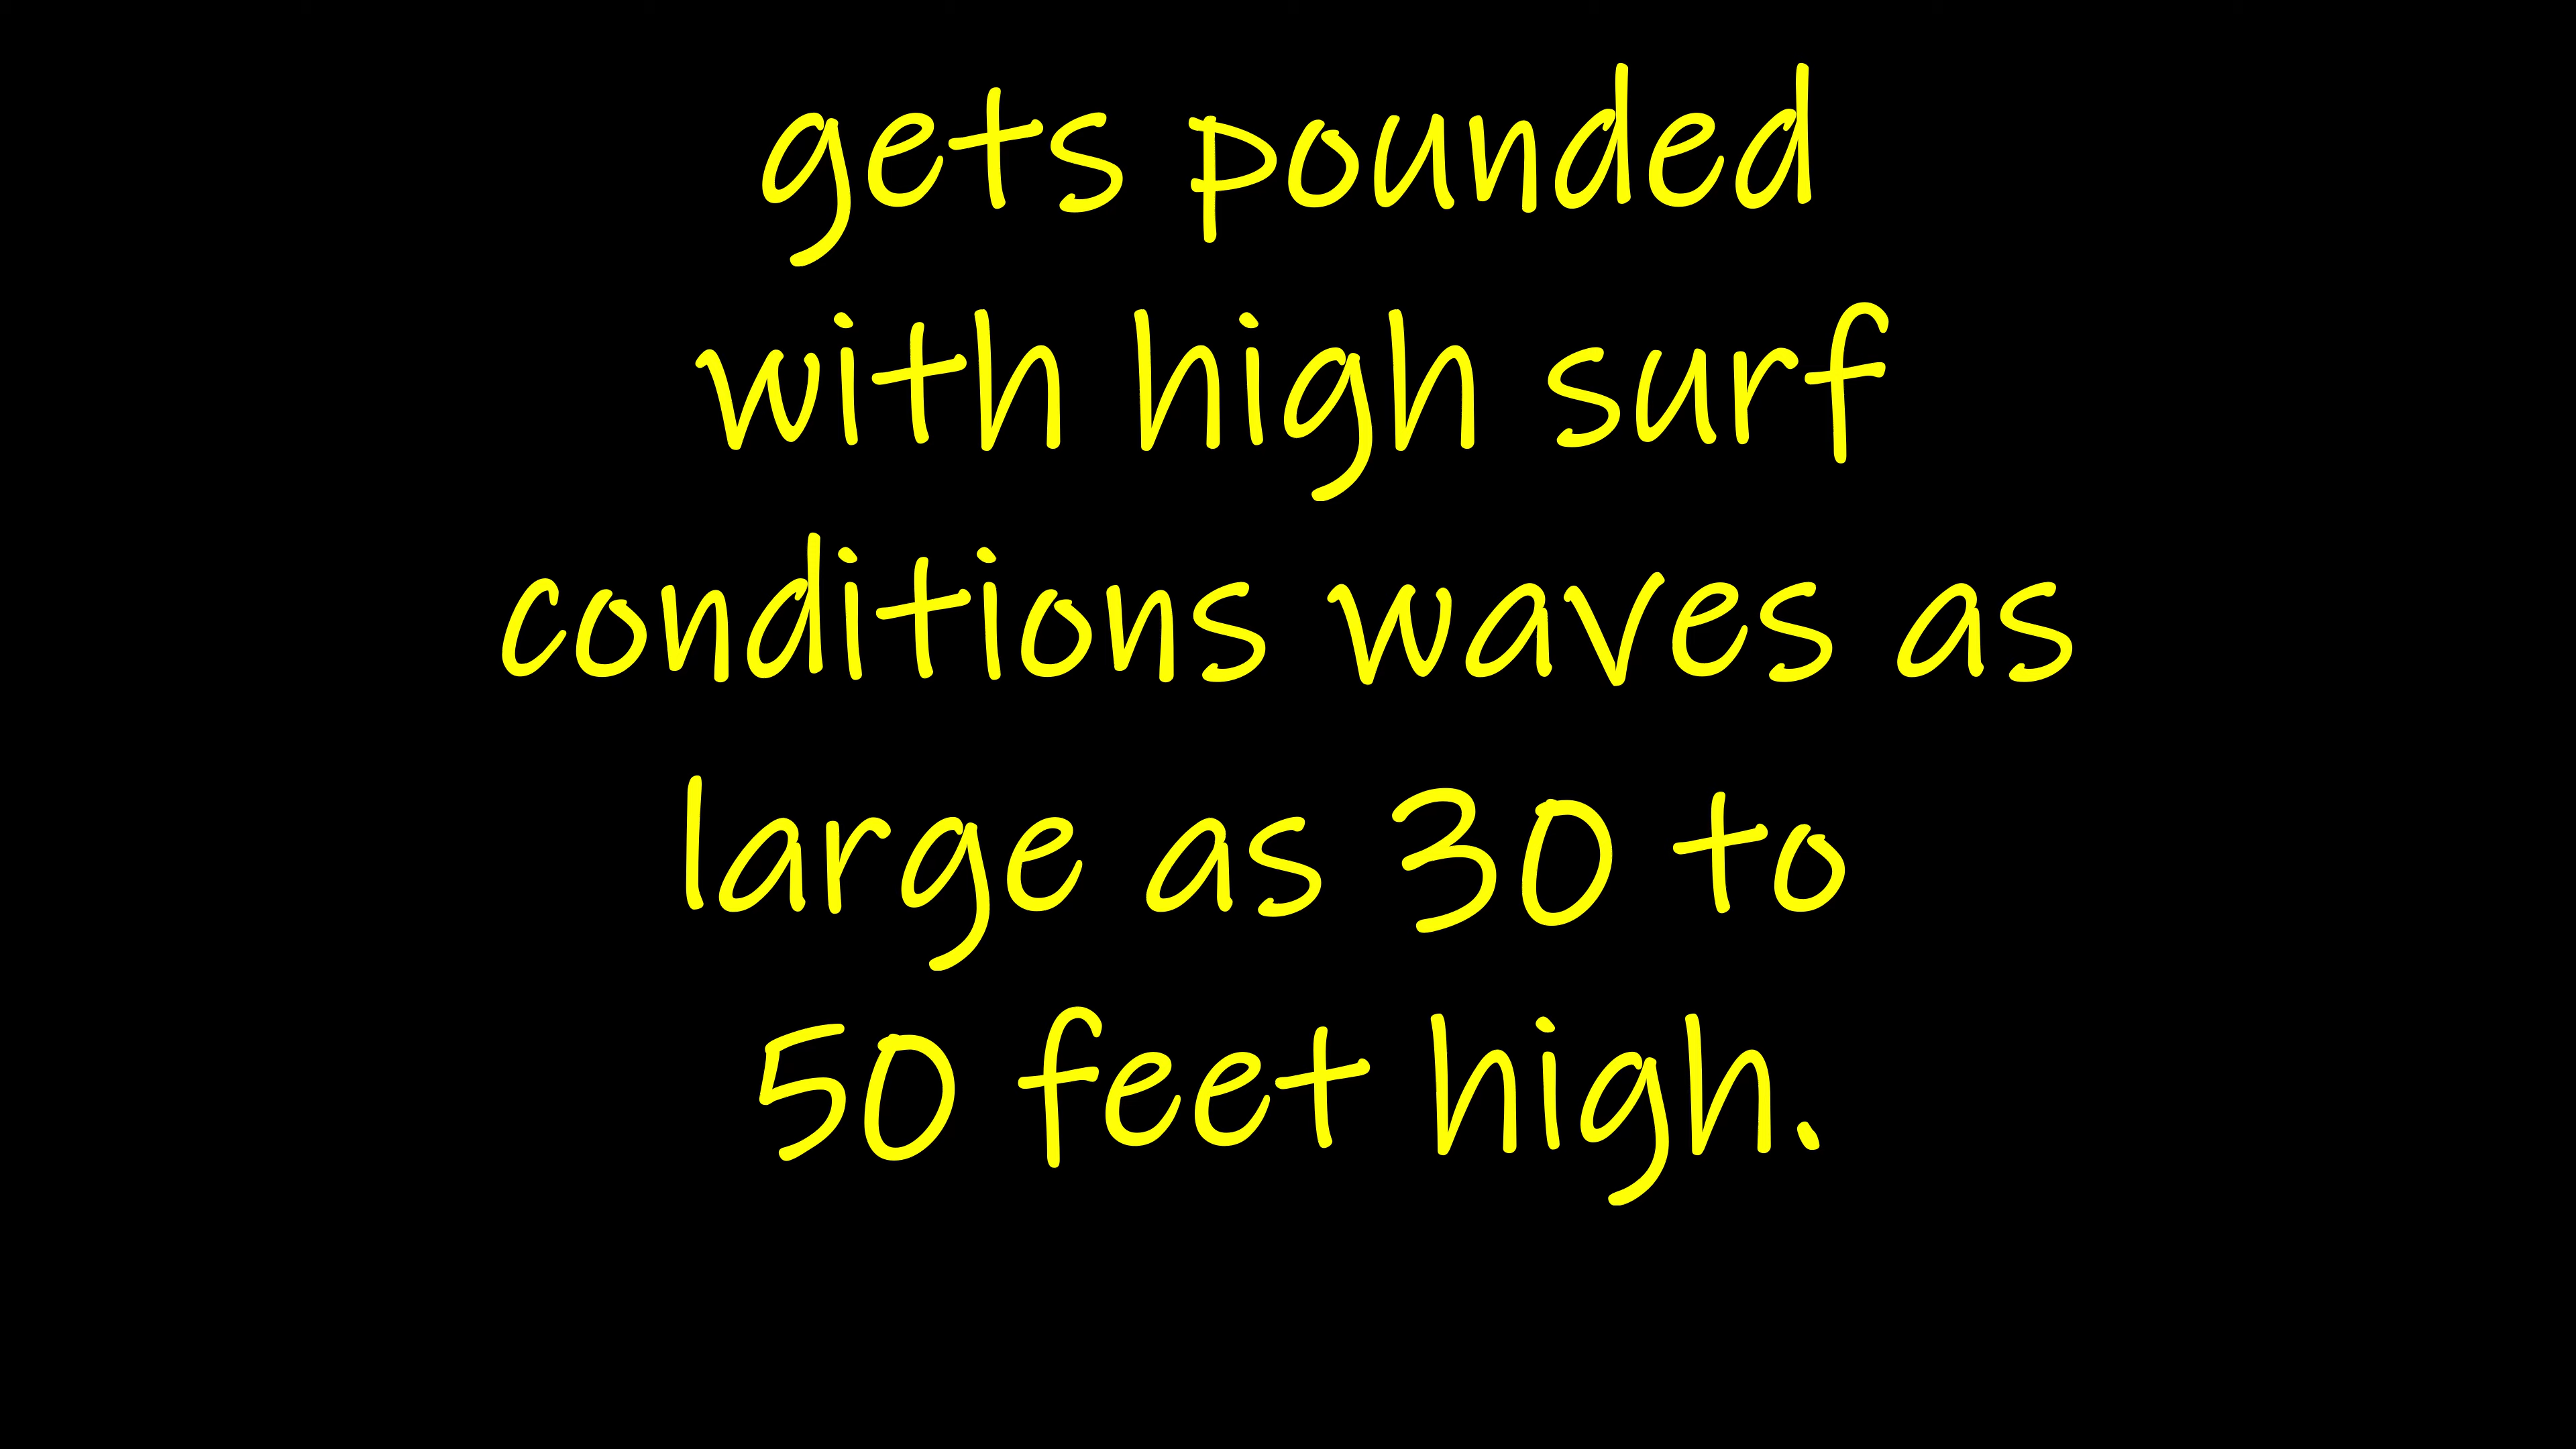 gets pounded
with high surf
conditions waves as
large as 30 to
50 feet high.